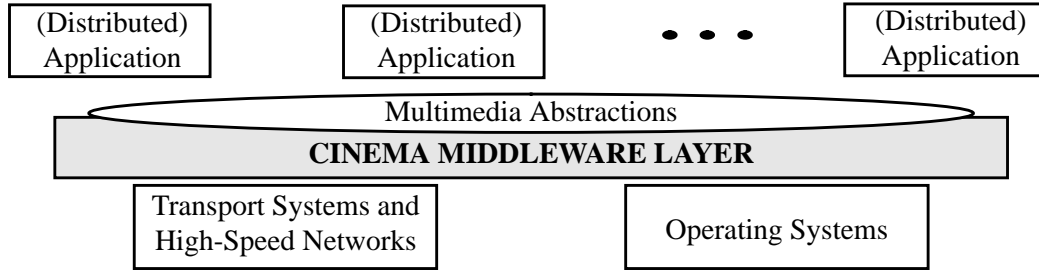 (Distributed)
Application
(Distributed)
Application
(Distributed)
Application
Multimedia Abstractions
CINEMA MIDDLEWARE LAYER
Transport Systems and
High-Speed Networks
Operating Systems